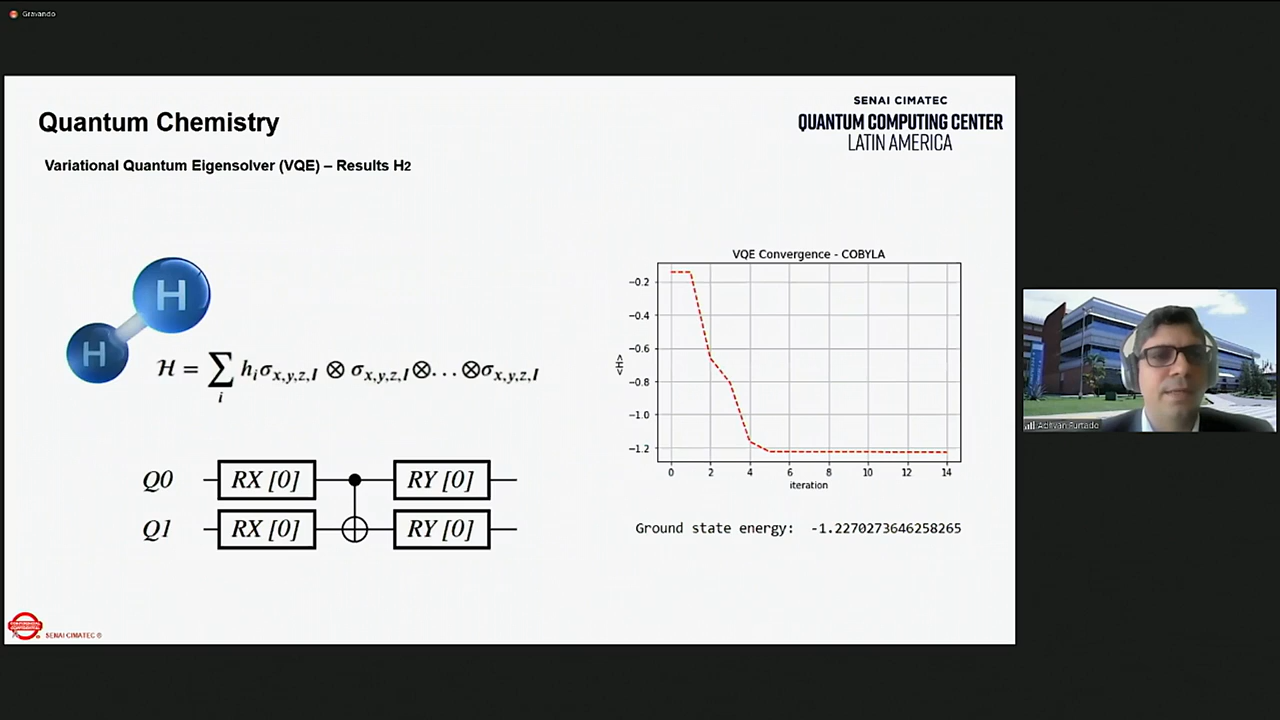 Gravando
SENAI CIMATEC
QUANTUM COMPUTING CENTER
LATIN AMERICA
Quantum Chemistry
Variational Quantum Eigensolver (VQE) – Results H2
H
H
ℋ = ∑ᵢ hᵢσx,y,z,I ⊗ σx,y,z,I ⊗. . . ⊗σx,y,z,I
Q0 RX [0] RY [0]
Q1 RX [0] RY [0]
VQE Convergence - COBYLA
−0.2
−0.4
−0.6
−0.8
−1.0
−1.2
<H>
0 2 4 6 8 10 12 14
iteration
Ground state energy: -1.2270273646258265
SENAI CIMATEC ©
Furtado